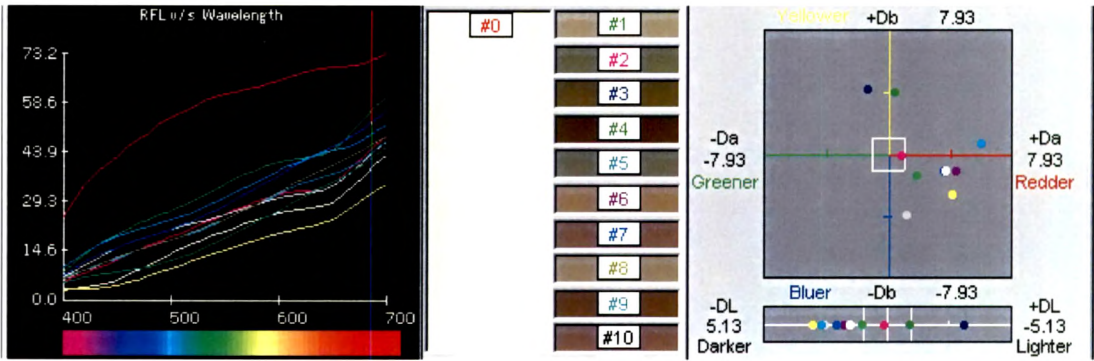 RFL v/s Wavelength
73.2
58.6
43.9
29.3
14.6
0.0
400 500 600 700
#0
#1
#2
#3
#4
#5
#6
#7
#8
#9
#10
Yellower +Db 7.93
-Da
-7.93
Greener
+Da
7.93
Redder
Bluer -Db -7.93
-DL
5.13
Darker
+DL
-5.13
Lighter